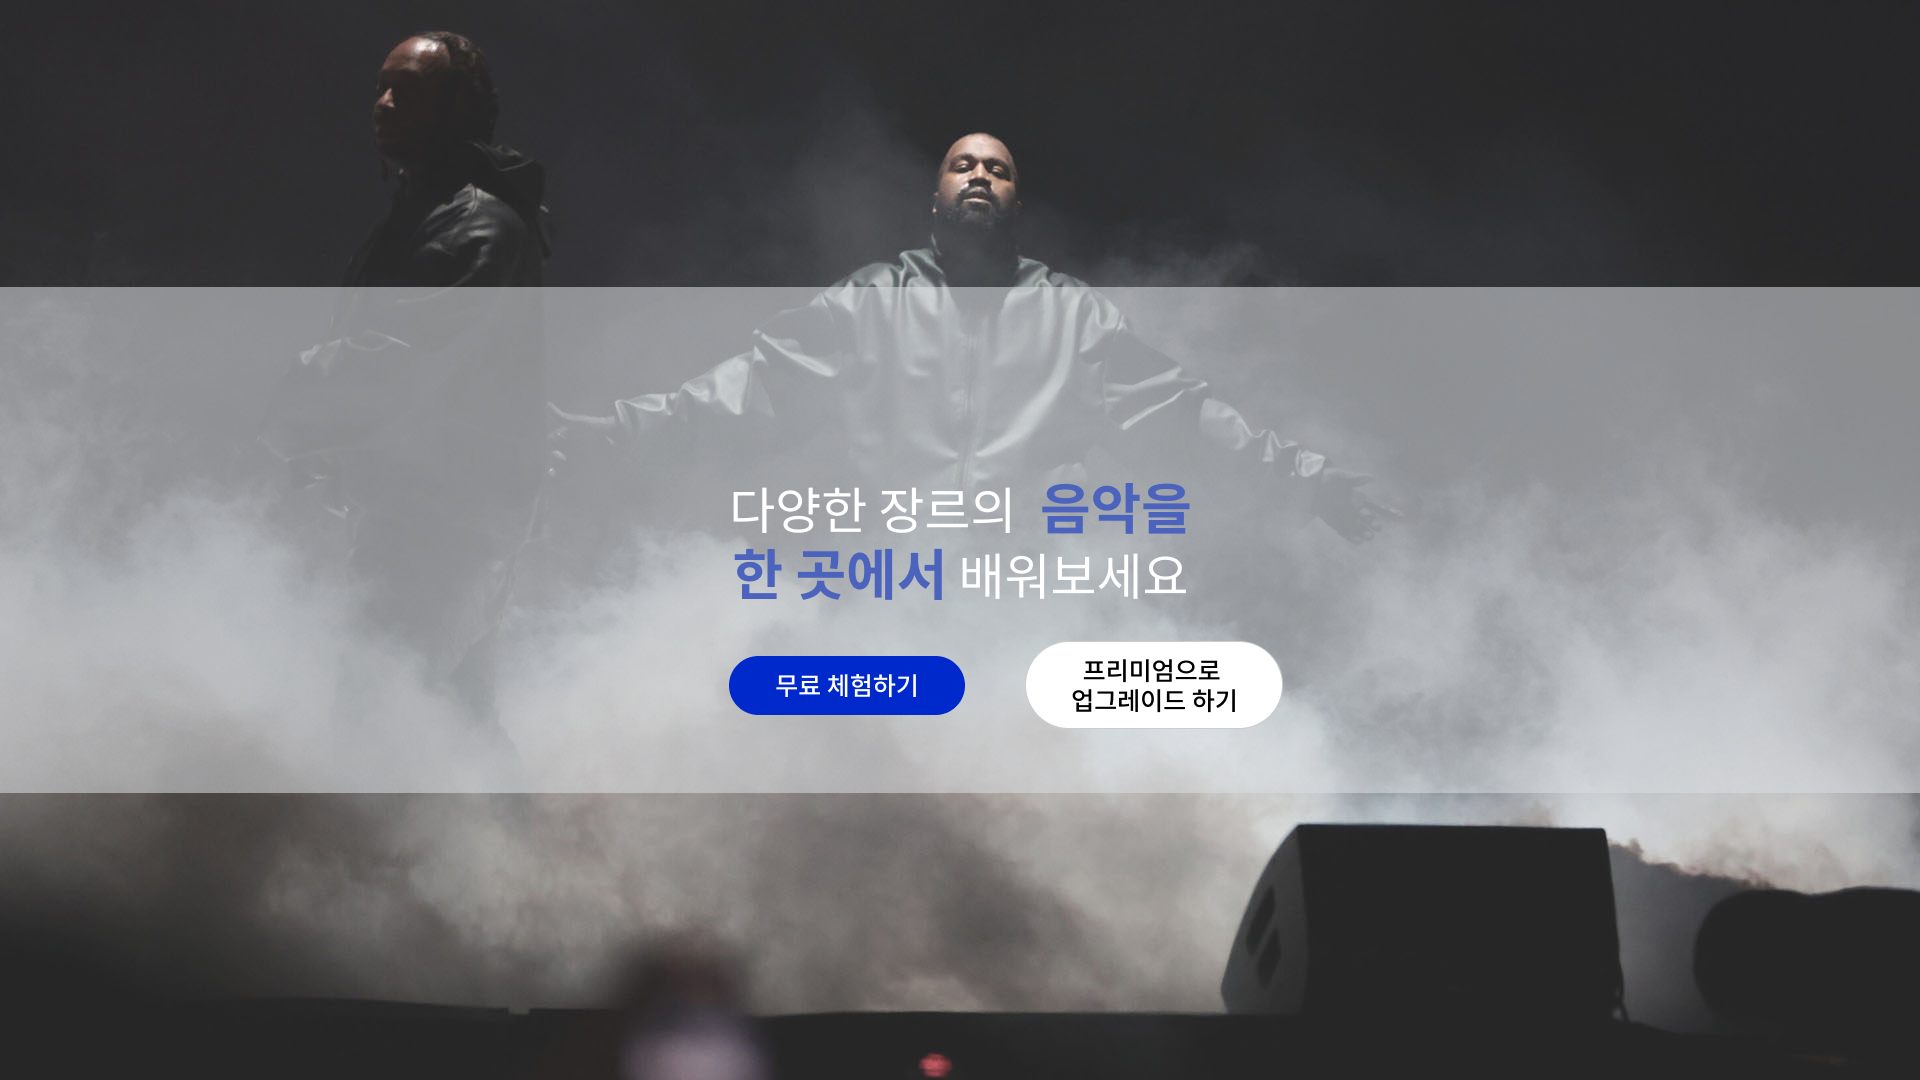 다양한 장르의 음악을
한 곳에서 배워보세요
무료 체험하기
프리미엄으로
업그레이드 하기